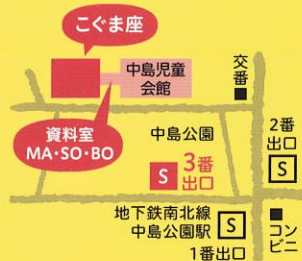 こぐま座
中島児童
会館
交番
資料室
MA・SO・BO
中島公園
2番
出口
S
S
3番
出口
地下鉄南北線
中島公園駅
S
1番出口
コン
ビニ